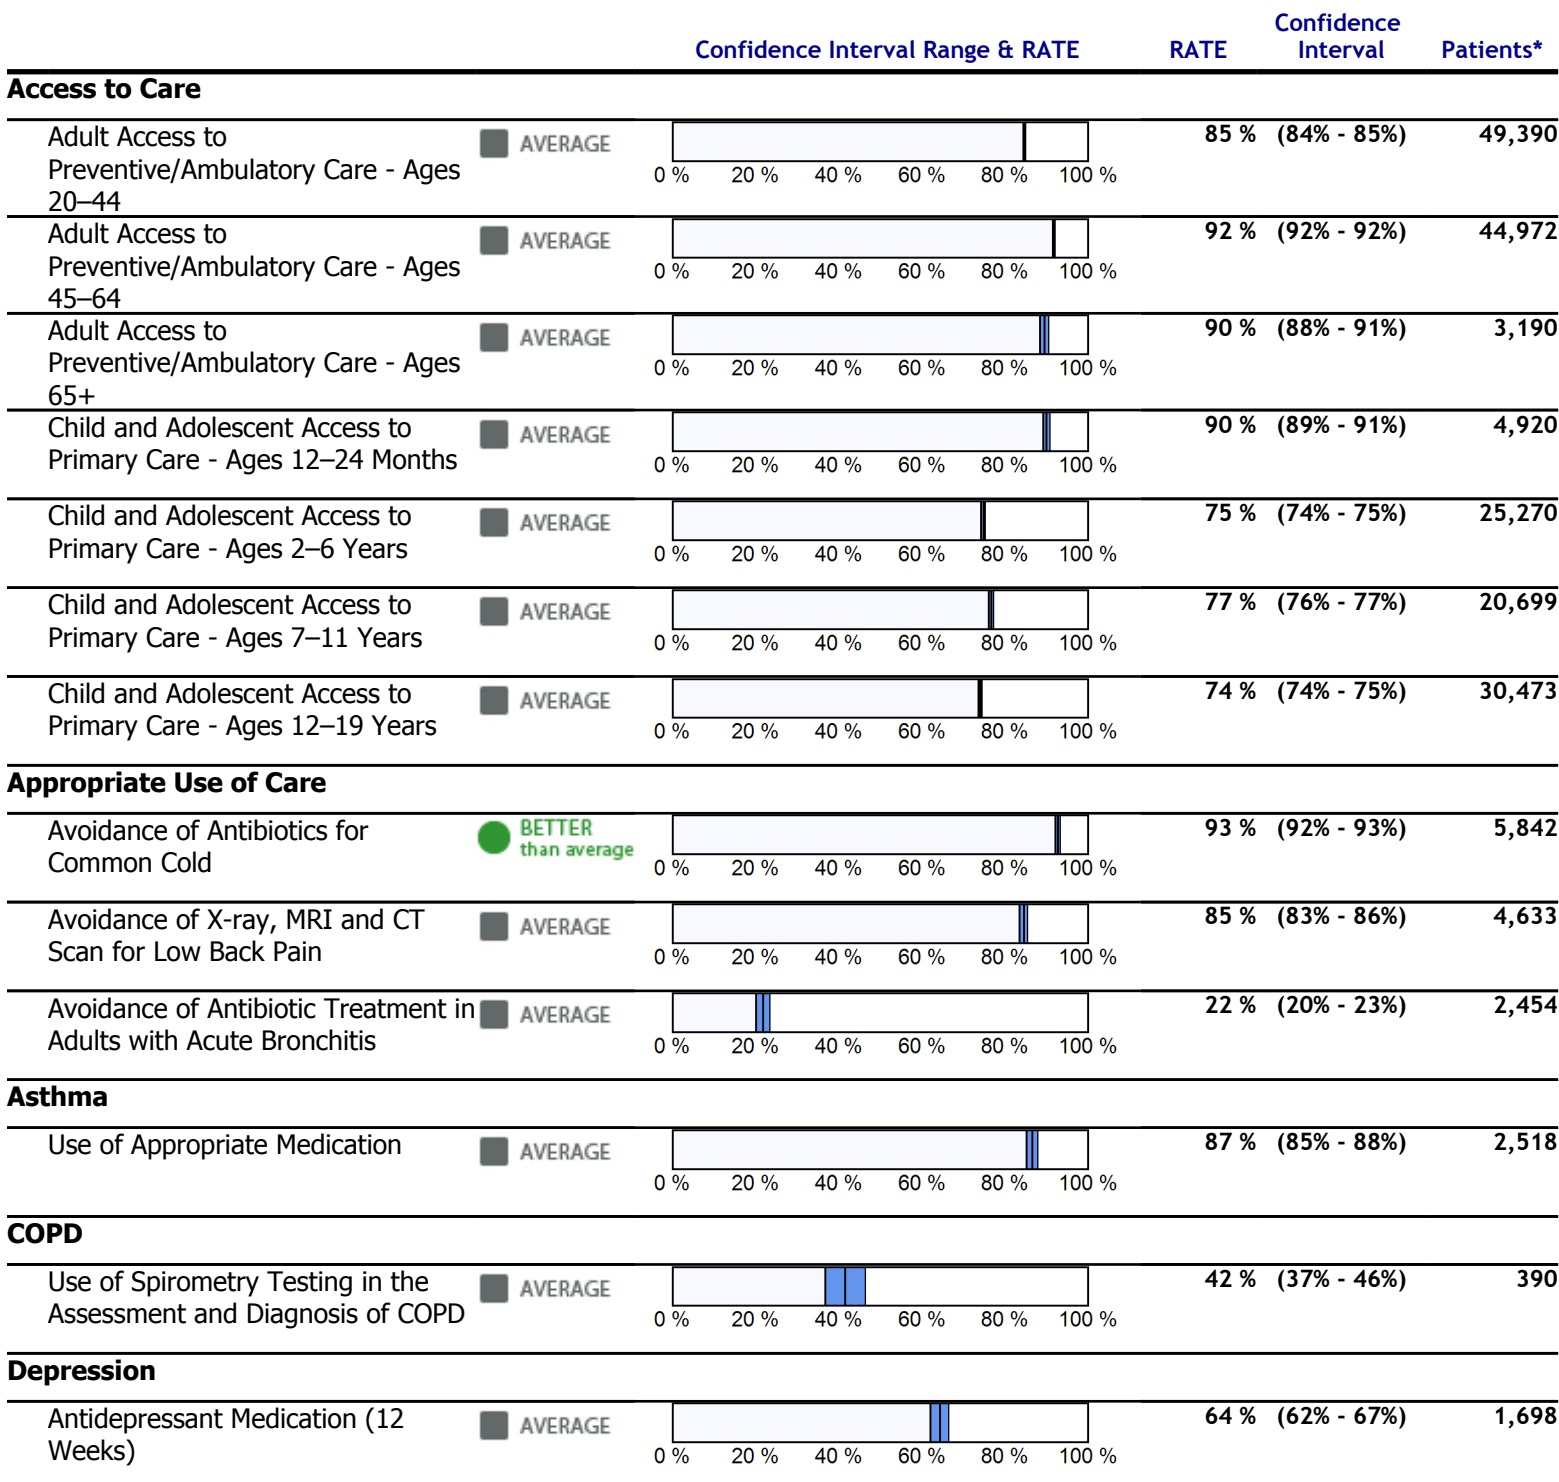 Confidence Interval Range & RATE RATE Confidence Interval Patients*
Access to Care
Adult Access to
Preventive/Ambulatory Care - Ages
20–44
AVERAGE
0 % 20 % 40 % 60 % 80 % 100 %
85 % (84% - 85%) 49,390
Adult Access to
Preventive/Ambulatory Care - Ages
45–64
AVERAGE
0 % 20 % 40 % 60 % 80 % 100 %
92 % (92% - 92%) 44,972
Adult Access to
Preventive/Ambulatory Care - Ages
65+
AVERAGE
0 % 20 % 40 % 60 % 80 % 100 %
90 % (88% - 91%) 3,190
Child and Adolescent Access to
Primary Care - Ages 12–24 Months
AVERAGE
0 % 20 % 40 % 60 % 80 % 100 %
90 % (89% - 91%) 4,920
Child and Adolescent Access to
Primary Care - Ages 2–6 Years
AVERAGE
0 % 20 % 40 % 60 % 80 % 100 %
75 % (74% - 75%) 25,270
Child and Adolescent Access to
Primary Care - Ages 7–11 Years
AVERAGE
0 % 20 % 40 % 60 % 80 % 100 %
77 % (76% - 77%) 20,699
Child and Adolescent Access to
Primary Care - Ages 12–19 Years
AVERAGE
0 % 20 % 40 % 60 % 80 % 100 %
74 % (74% - 75%) 30,473
Appropriate Use of Care
Avoidance of Antibiotics for
Common Cold
BETTER
than average
0 % 20 % 40 % 60 % 80 % 100 %
93 % (92% - 93%) 5,842
Avoidance of X-ray, MRI and CT
Scan for Low Back Pain
AVERAGE
0 % 20 % 40 % 60 % 80 % 100 %
85 % (83% - 86%) 4,633
Avoidance of Antibiotic Treatment in
Adults with Acute Bronchitis
AVERAGE
0 % 20 % 40 % 60 % 80 % 100 %
22 % (20% - 23%) 2,454
Asthma
Use of Appropriate Medication
AVERAGE
0 % 20 % 40 % 60 % 80 % 100 %
87 % (85% - 88%) 2,518
COPD
Use of Spirometry Testing in the
Assessment and Diagnosis of COPD
AVERAGE
0 % 20 % 40 % 60 % 80 % 100 %
42 % (37% - 46%) 390
Depression
Antidepressant Medication (12
Weeks)
AVERAGE
0 % 20 % 40 % 60 % 80 % 100 %
64 % (62% - 67%) 1,698